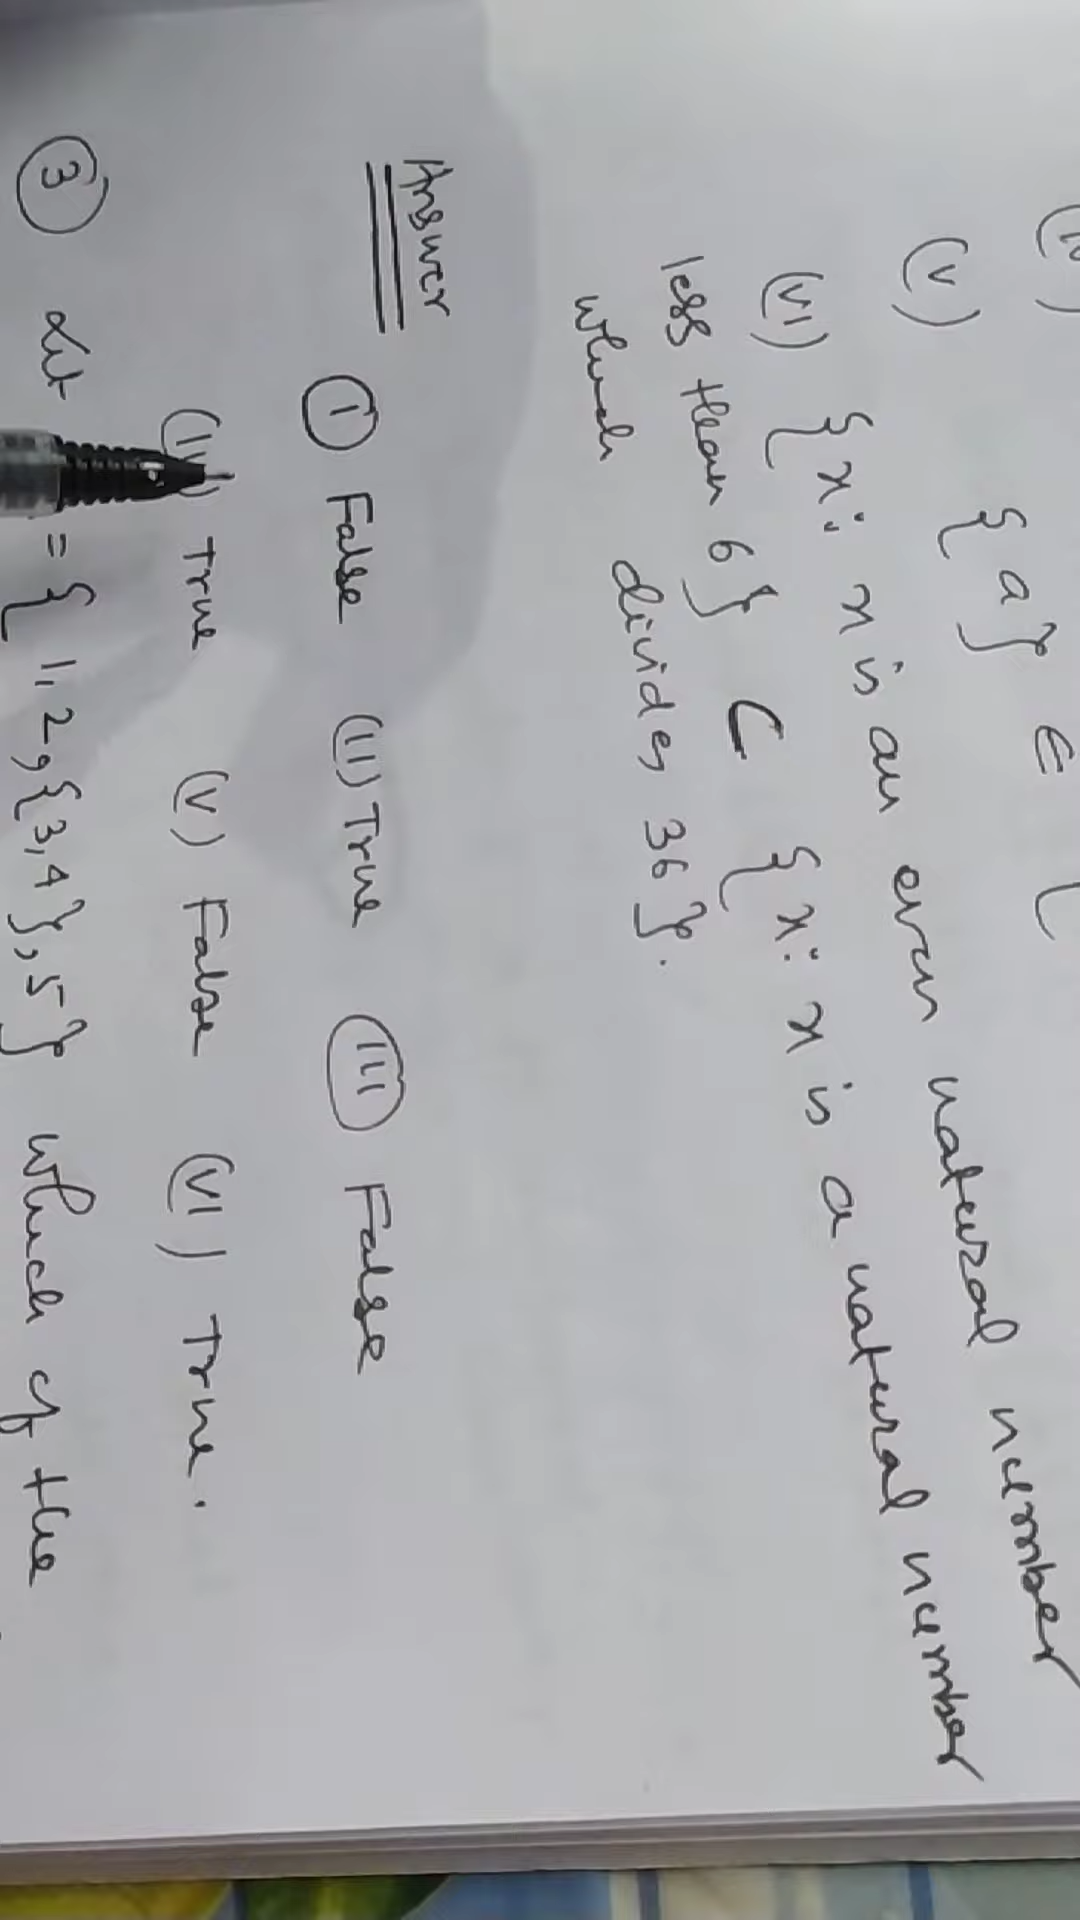 (v) {a} ∈ {
(vi) {x: x is an even natural number
less than 6} ⊂ {x: x is a natural number
which divides 36}.
Answer (i) False (ii) True (iii) False
(iv) True (v) False (vi) True.
(3) Let = {1, 2, {3, 4}, 5} which of the